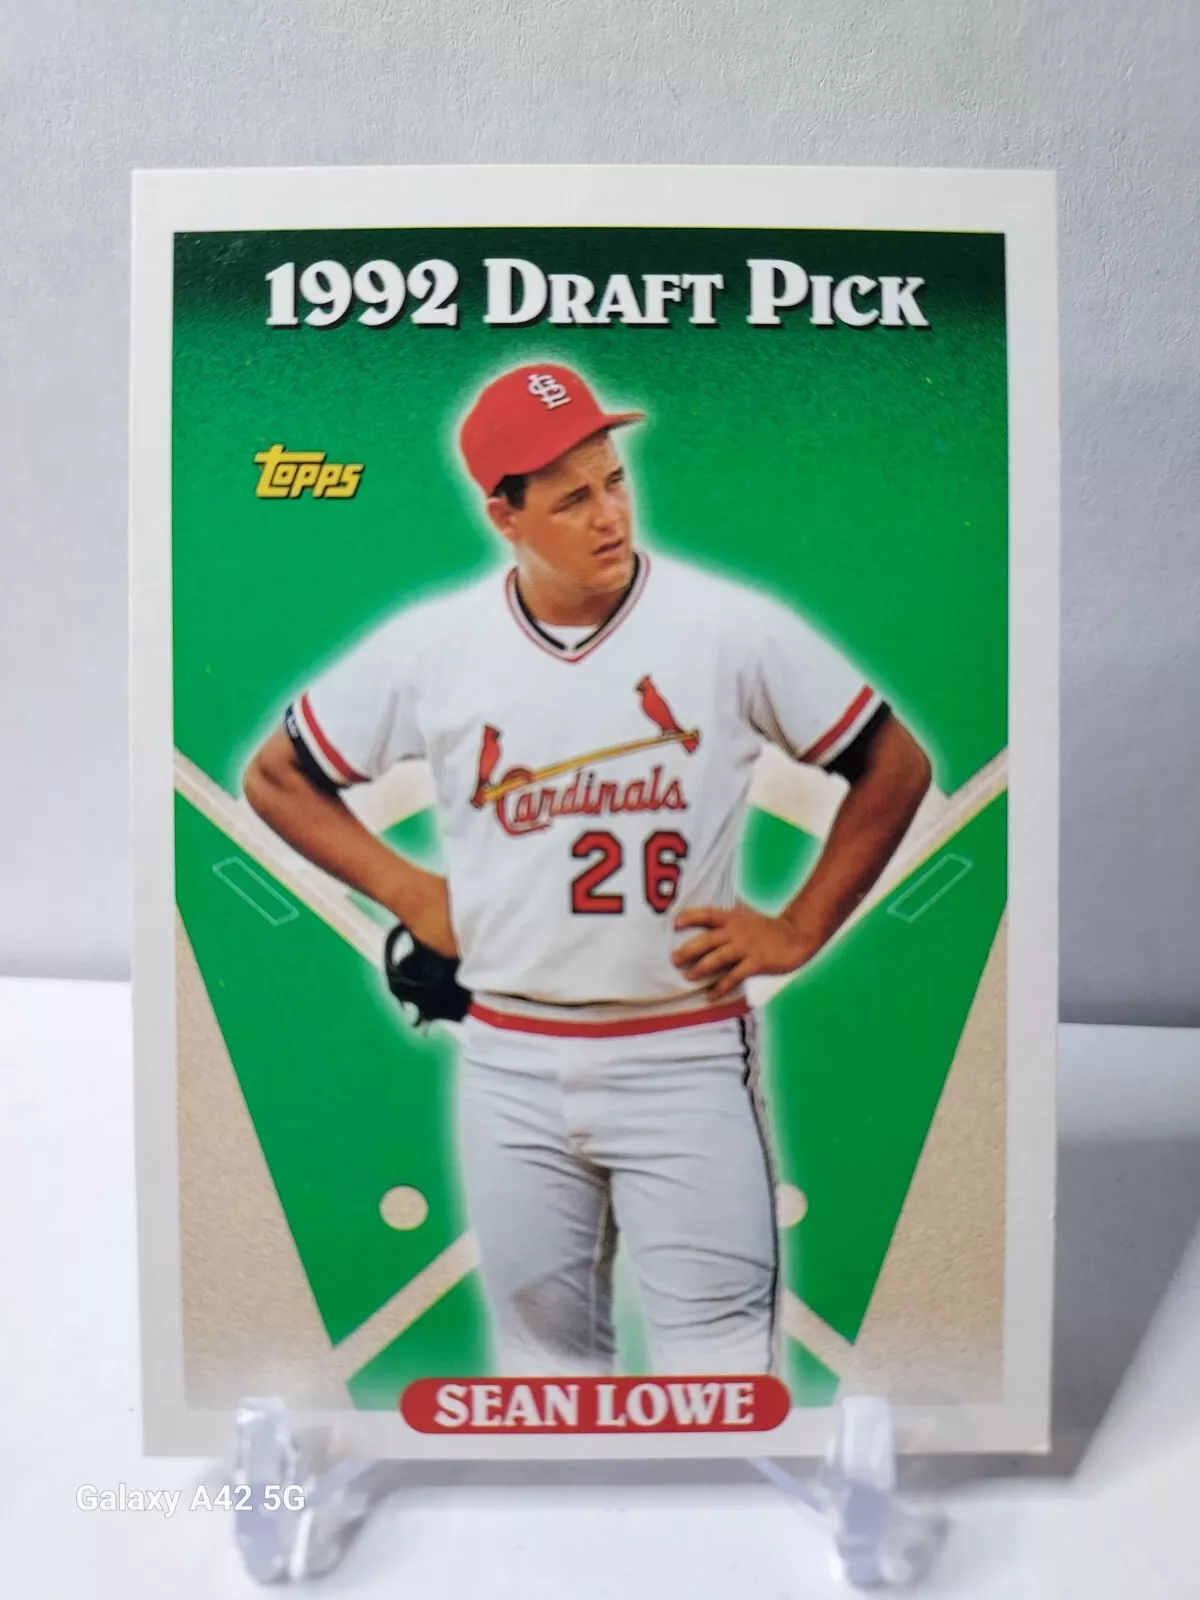 1992 DRAFT PICK
topps
StL
Cardinals
26
SEAN LOWE
Galaxy A42 5G